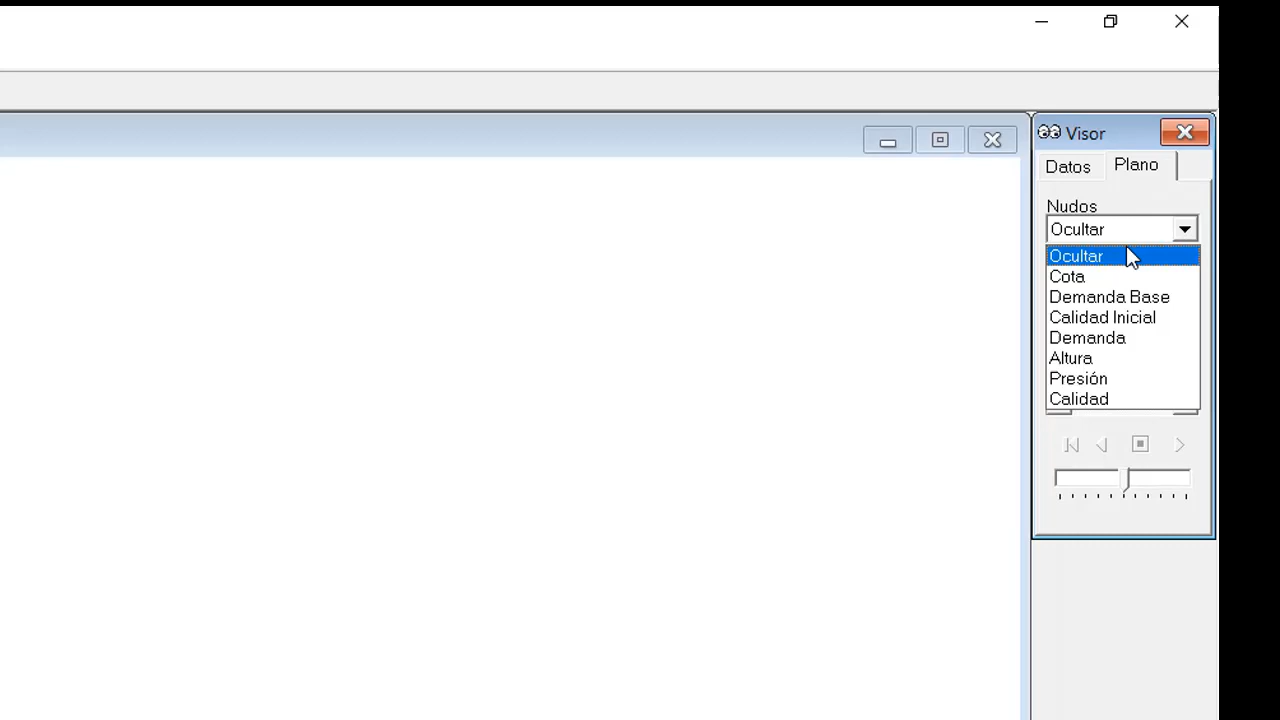 Visor
Datos Plano
Nudos
Ocultar
Ocultar
Cota
Demanda Base
Calidad Inicial
Demanda
Altura
Presión
Calidad